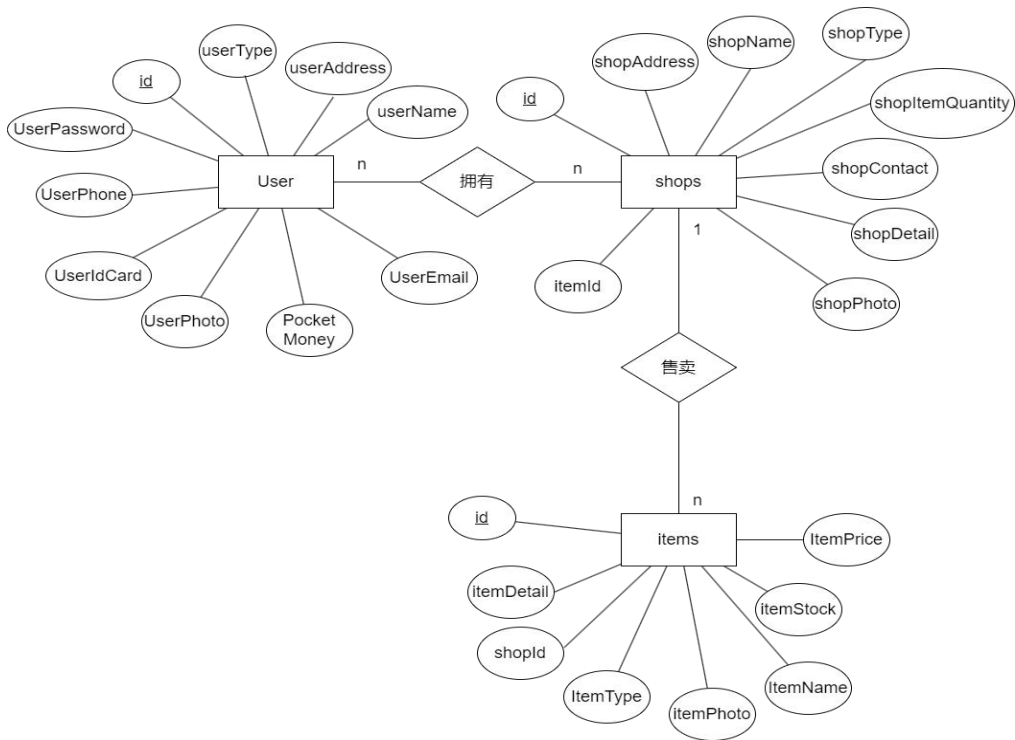 userType
userAddress
id
userName
UserPassword
User
UserPhone
UserIdCard
UserPhoto
Pocket
Money
UserEmail
n
拥有
n
shopName
shopType
shopAddress
id
shopItemQuantity
shopContact
shops
shopDetail
itemId
shopPhoto
1
售卖
n
id
items
ItemPrice
itemDetail
itemStock
shopId
ItemType
itemPhoto
ItemName